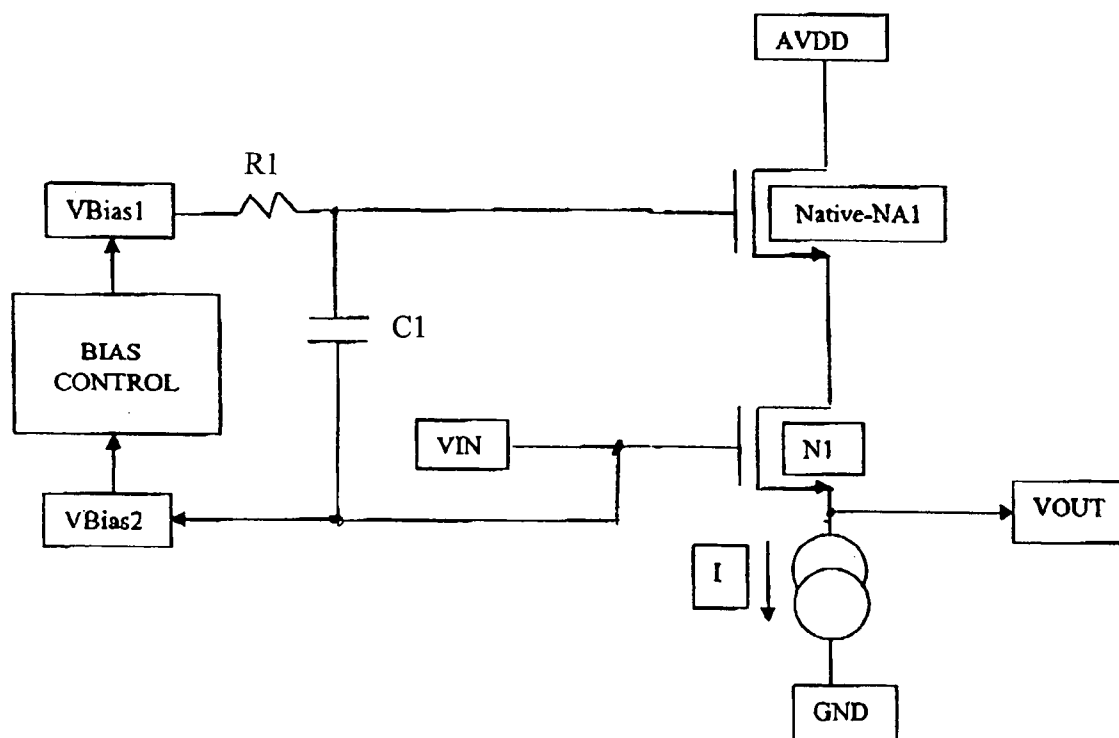 AVDD
R1
VBias1
Native-NA1
C1
BIAS
CONTROL
VIN
N1
VBias2
VOUT
I
GND